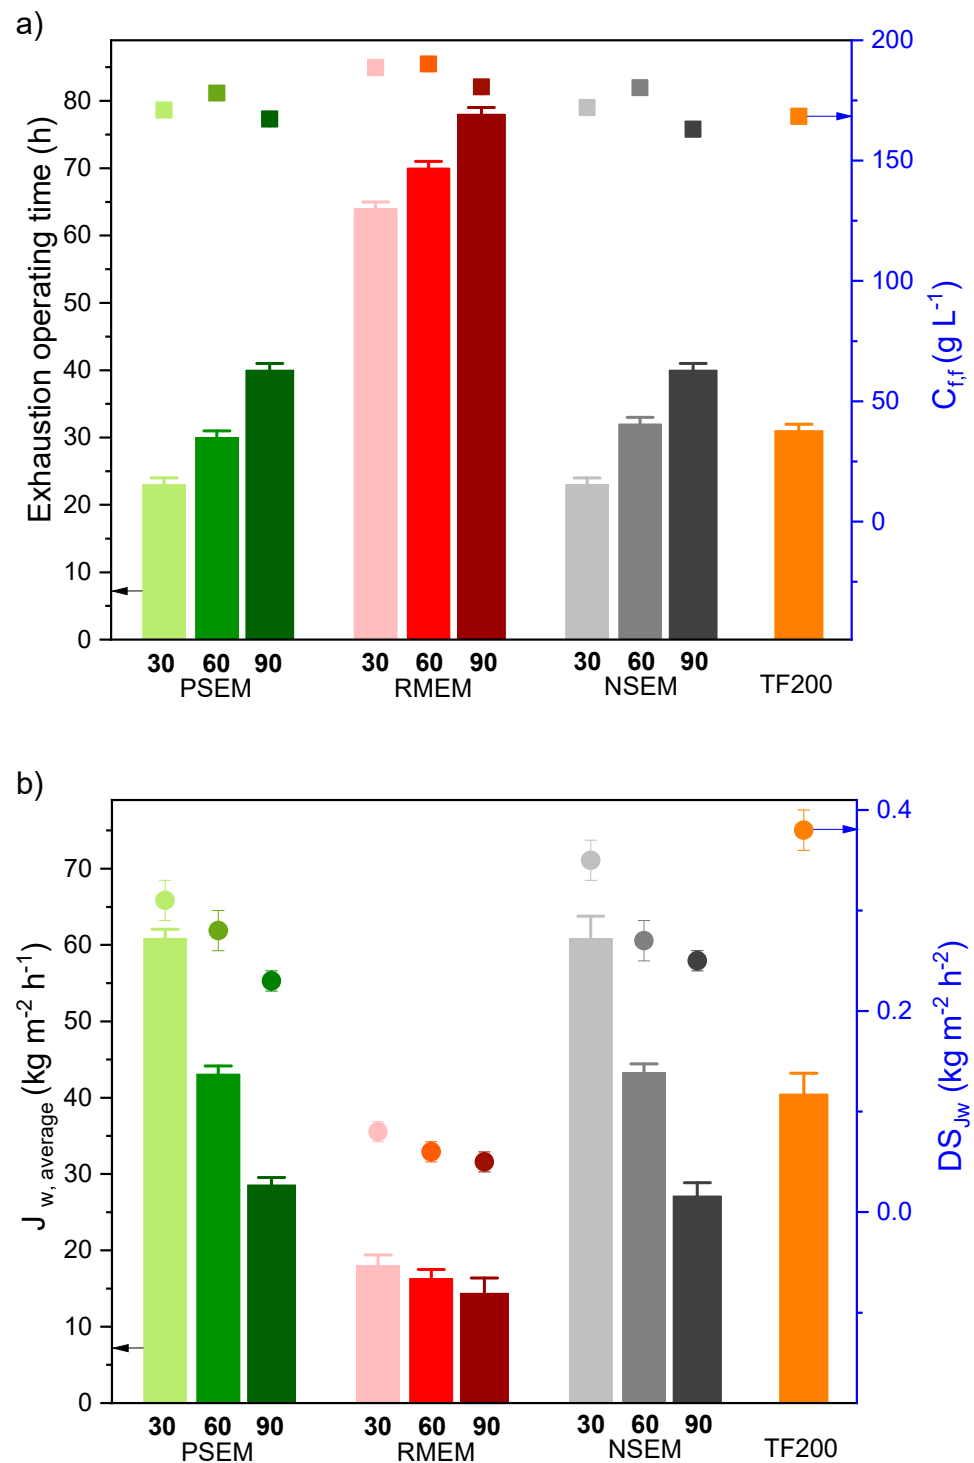 a)
Exhaustion operating time (h)
80
70
60
50
40
30
20
10
0
200
150
100
50
0
C_f,f (g L⁻¹)
30 60 90 30 60 90 30 60 90
PSEM RMEM NSEM TF200
b)
J w, average (kg m⁻² h⁻¹)
70
60
50
40
30
20
10
0
0.4
0.2
0.0
DS_Jw (kg m⁻² h⁻²)
30 60 90 30 60 90 30 60 90
PSEM RMEM NSEM TF200